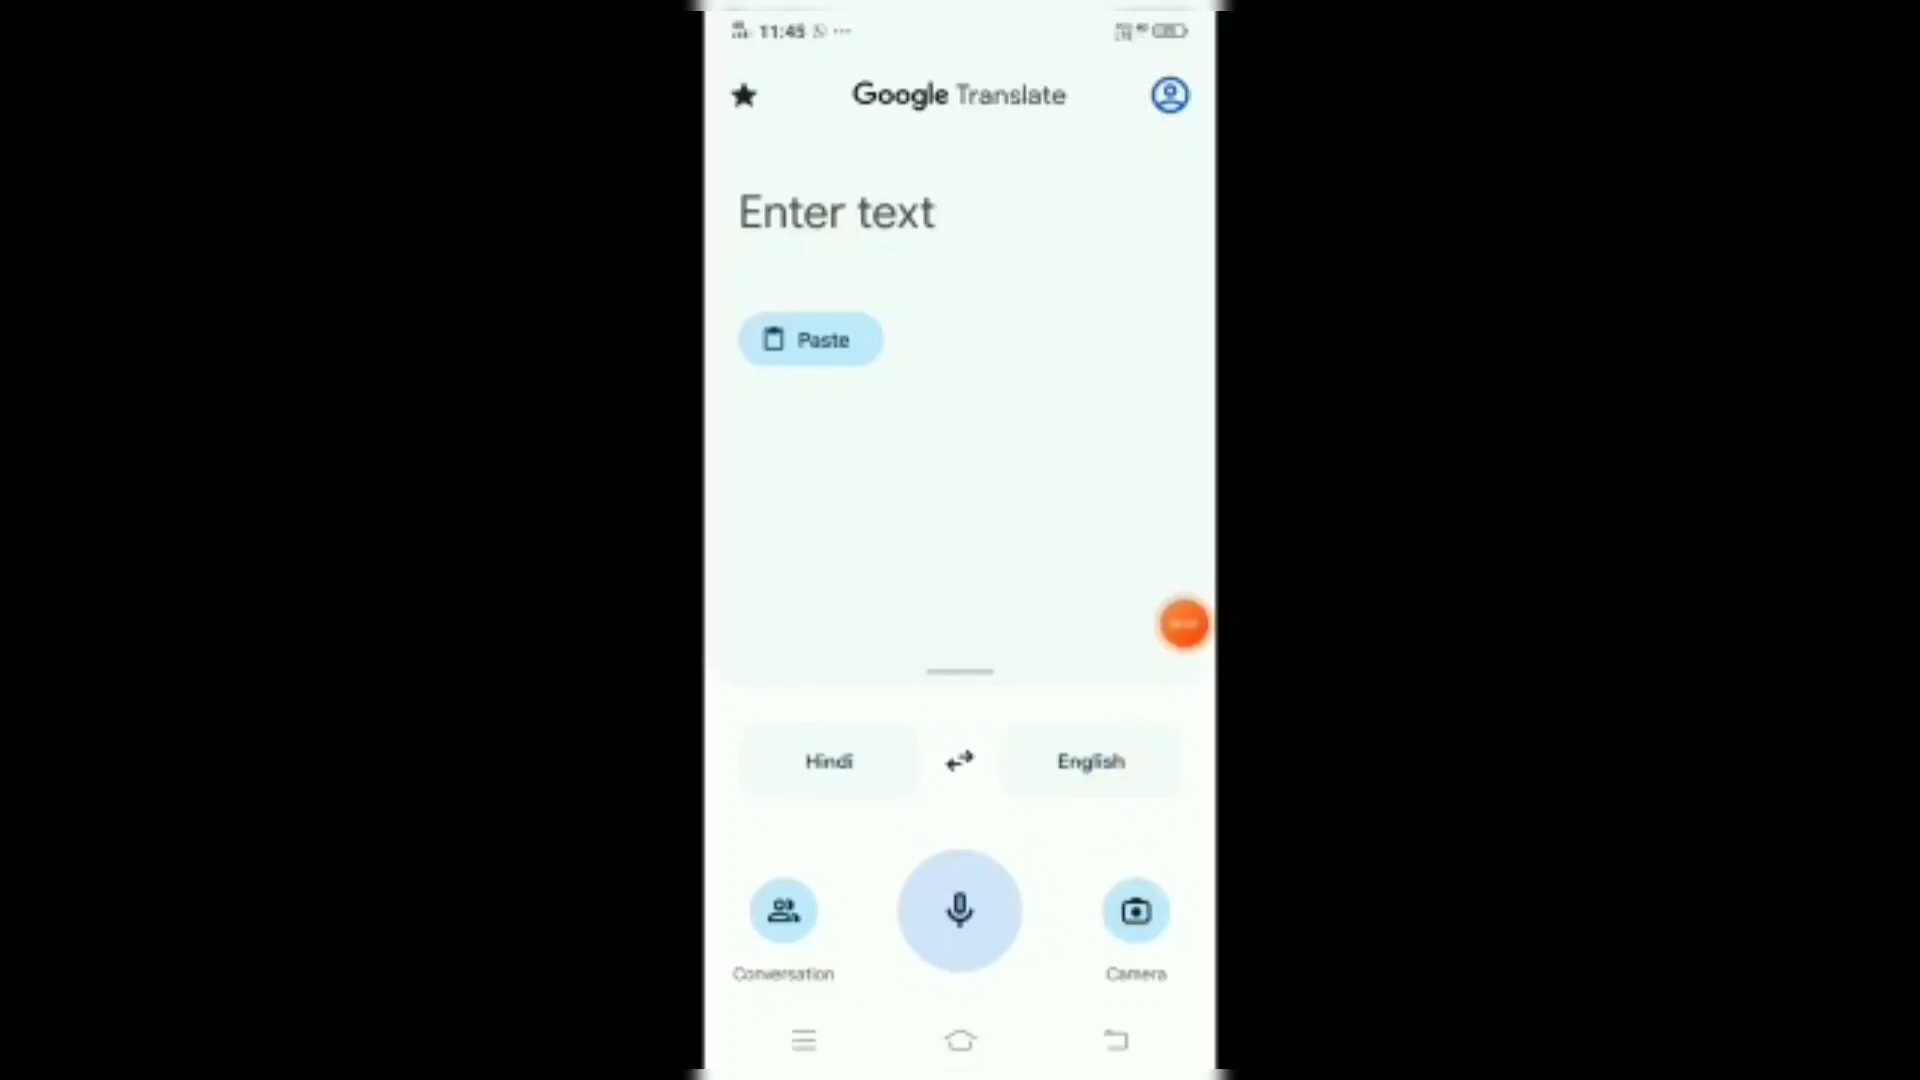 11:45
Google Translate
Enter text
Paste
Hindi
English
Conversation
Camera